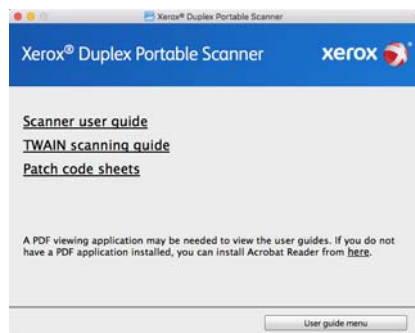 Xerox® Duplex Portable Scanner
Xerox® Duplex Portable Scanner
xerox
Scanner user guide
TWAIN scanning guide
Patch code sheets
A PDF viewing application may be needed to view the user guides. If you do not
have a PDF application installed, you can install Acrobat Reader from here.
User guide menu